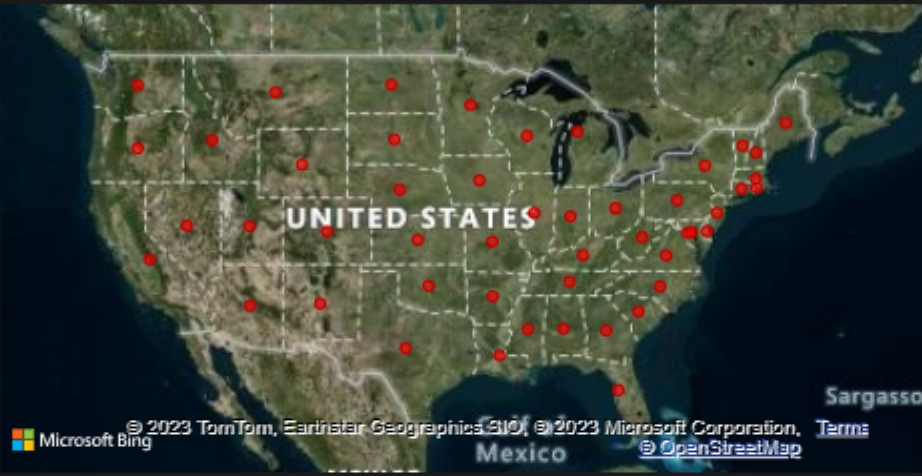 UNITED STATES
Sargasso
Microsoft Bing
© 2023 TomTom, Earthstar Geographics SIO, © 2023 Microsoft Corporation, Terms
Mexico
© OpenStreetMap